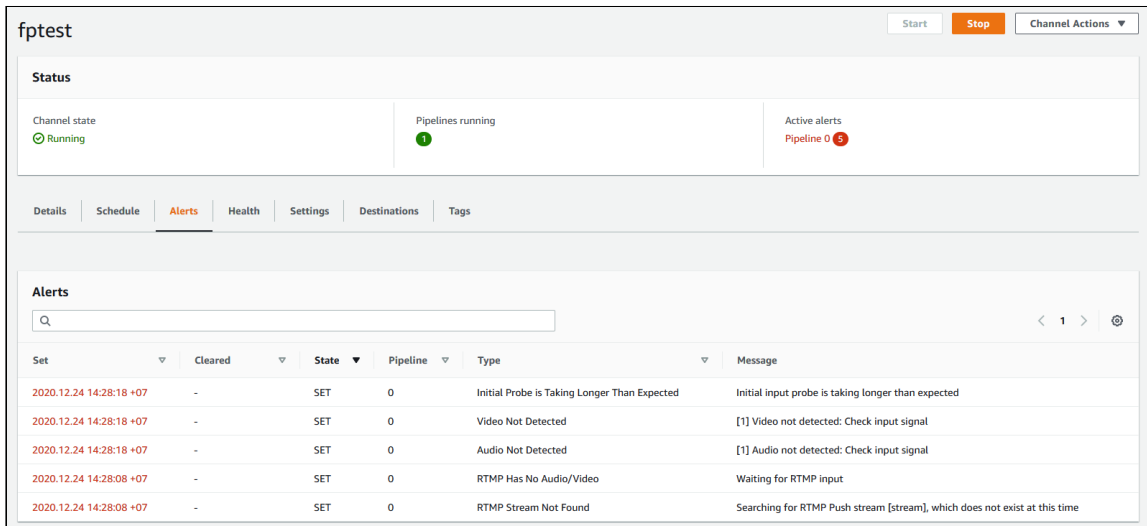 fptest
Start Stop Channel Actions
Status
Channel state Pipelines running Active alerts
Running 1 Pipeline 0 5
Details Schedule Alerts Health Settings Destinations Tags
Alerts
1
Set Cleared State Pipeline Type Message
2020.12.24 14:28:18 +07 - SET 0 Initial Probe is Taking Longer Than Expected Initial input probe is taking longer than expected
2020.12.24 14:28:18 +07 - SET 0 Video Not Detected [1] Video not detected: Check input signal
2020.12.24 14:28:18 +07 - SET 0 Audio Not Detected [1] Audio not detected: Check input signal
2020.12.24 14:28:08 +07 - SET 0 RTMP Has No Audio/Video Waiting for RTMP input
2020.12.24 14:28:08 +07 - SET 0 RTMP Stream Not Found Searching for RTMP Push stream [stream], which does not exist at this time